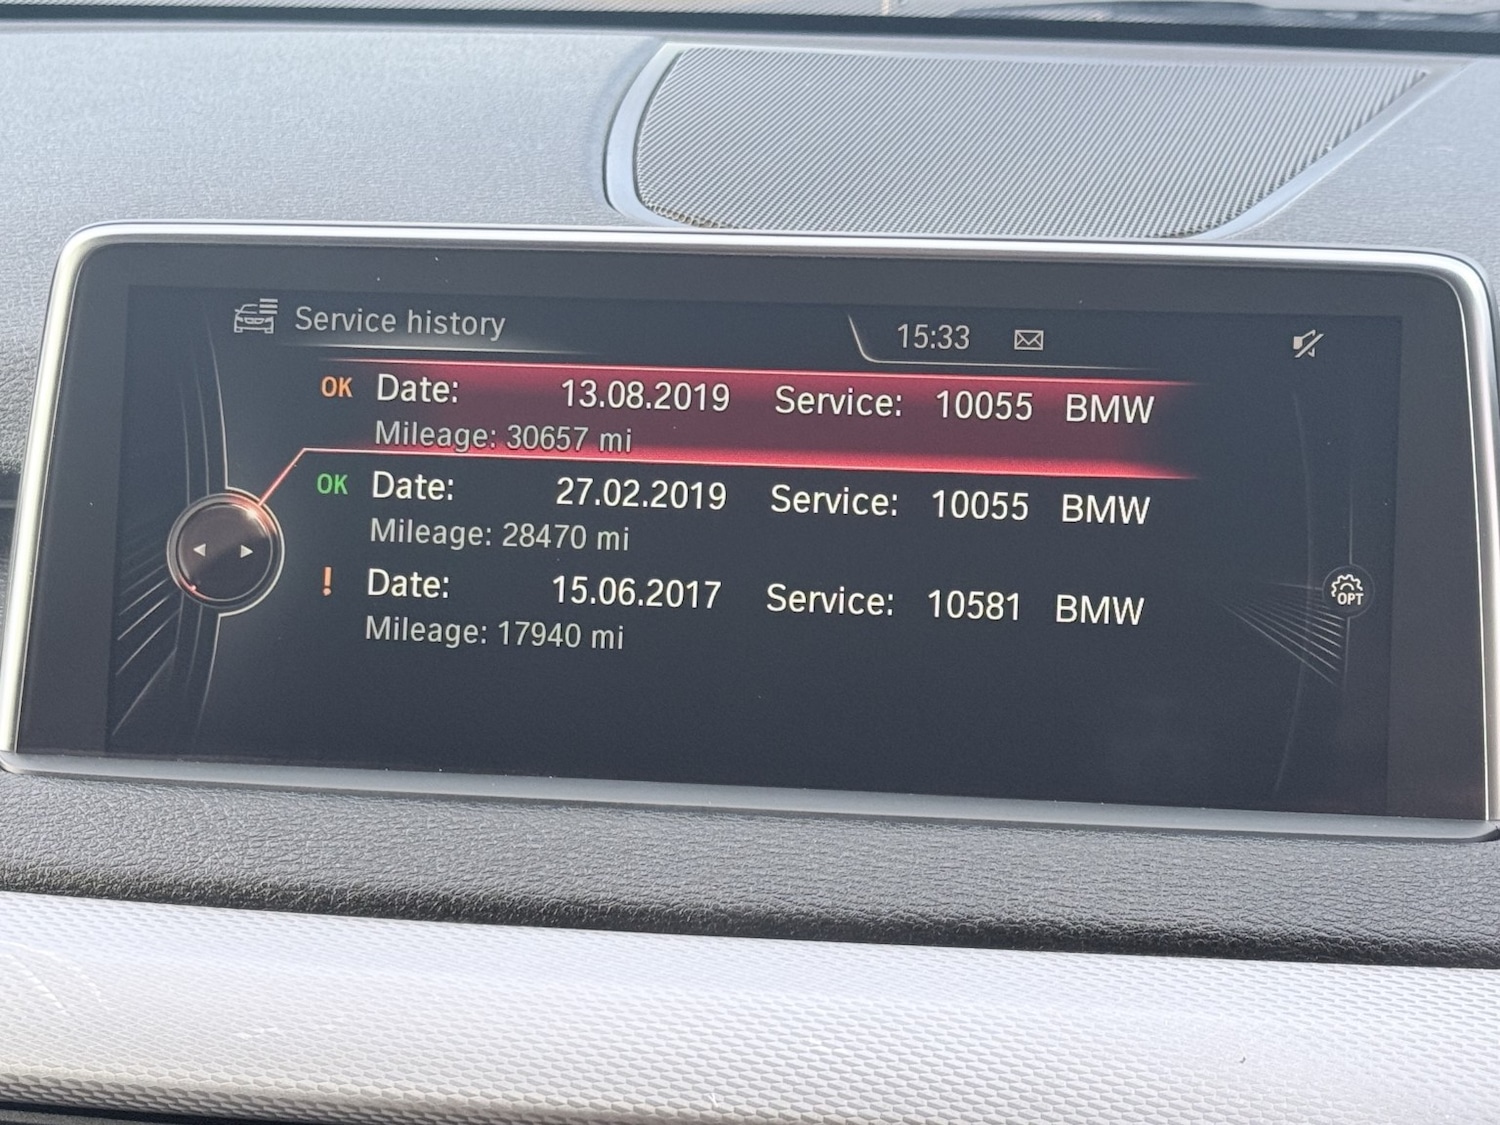 Service history 15:33
OK Date: 13.08.2019 Service: 10055 BMW
Mileage: 30657 mi
OK Date: 27.02.2019 Service: 10055 BMW
Mileage: 28470 mi
! Date: 15.06.2017 Service: 10581 BMW
Mileage: 17940 mi
OPT